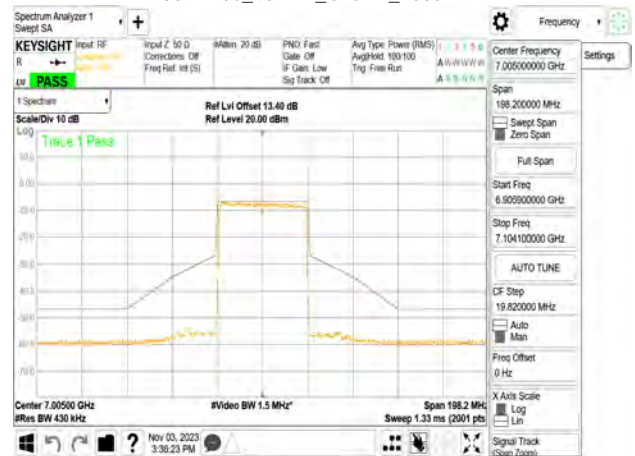 Spectrum Analyzer 1
Swept SA
+
Frequency
KEYSIGHT
Input: RF
Input Z: 50 Ω
Corrections: Off
Freq Ref: Int (S)
#Atten: 20 dB
PNO: Fast
Gate: Off
IF Gain: Low
Sig Track: Off
Avg Type: Power (RMS)
Avg|Hold: 100/100
Trig: Free Run
R
PASS
1 Spectrum
Scale/Div 10 dB
Ref Lvl Offset 13.40 dB
Ref Level 20.00 dBm
Log
Trace 1 Pass
Center 7.00500 GHz
#Res BW 430 kHz
#Video BW 1.5 MHz*
Span 198.2 MHz
Sweep 1.33 ms (2001 pts
Nov 03, 2023
3:36:23 PM
Center Frequency
7.005000000 GHz
Settings
Span
198.200000 MHz
Swept Span
Zero Span
Full Span
Start Freq
6.905900000 GHz
Stop Freq
7.104100000 GHz
AUTO TUNE
CF Step
19.820000 MHz
Auto
Man
Freq Offset
0 Hz
X Axis Scale
Log
Lin
Signal Track
(Span Zoom)